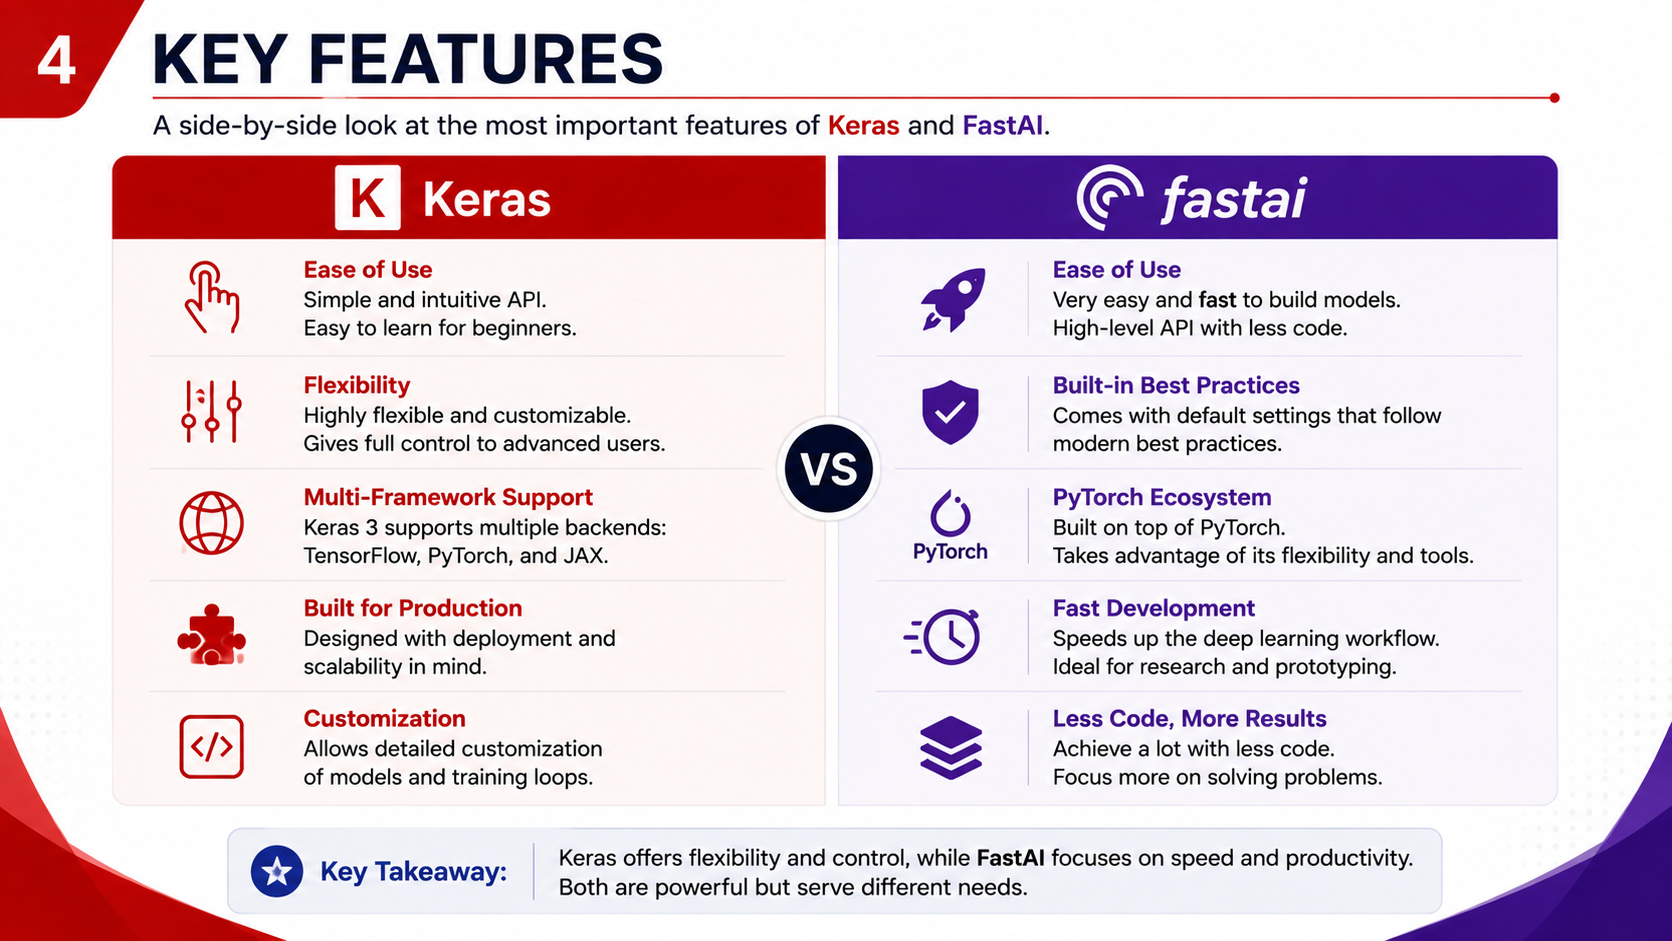 4
KEY FEATURES
A side-by-side look at the most important features of Keras and FastAI.
K Keras
Ease of Use
Simple and intuitive API.
Easy to learn for beginners.
Flexibility
Highly flexible and customizable.
Gives full control to advanced users.
Multi-Framework Support
Keras 3 supports multiple backends:
TensorFlow, PyTorch, and JAX.
Built for Production
Designed with deployment and
scalability in mind.
</>
Customization
Allows detailed customization
of models and training loops.
VS
fastai
Ease of Use
Very easy and fast to build models.
High-level API with less code.
Built-in Best Practices
Comes with default settings that follow
modern best practices.
PyTorch
PyTorch Ecosystem
Built on top of PyTorch.
Takes advantage of its flexibility and tools.
Fast Development
Speeds up the deep learning workflow.
Ideal for research and prototyping.
Less Code, More Results
Achieve a lot with less code.
Focus more on solving problems.
Key Takeaway:
Keras offers flexibility and control, while FastAI focuses on speed and productivity.
Both are powerful but serve different needs.